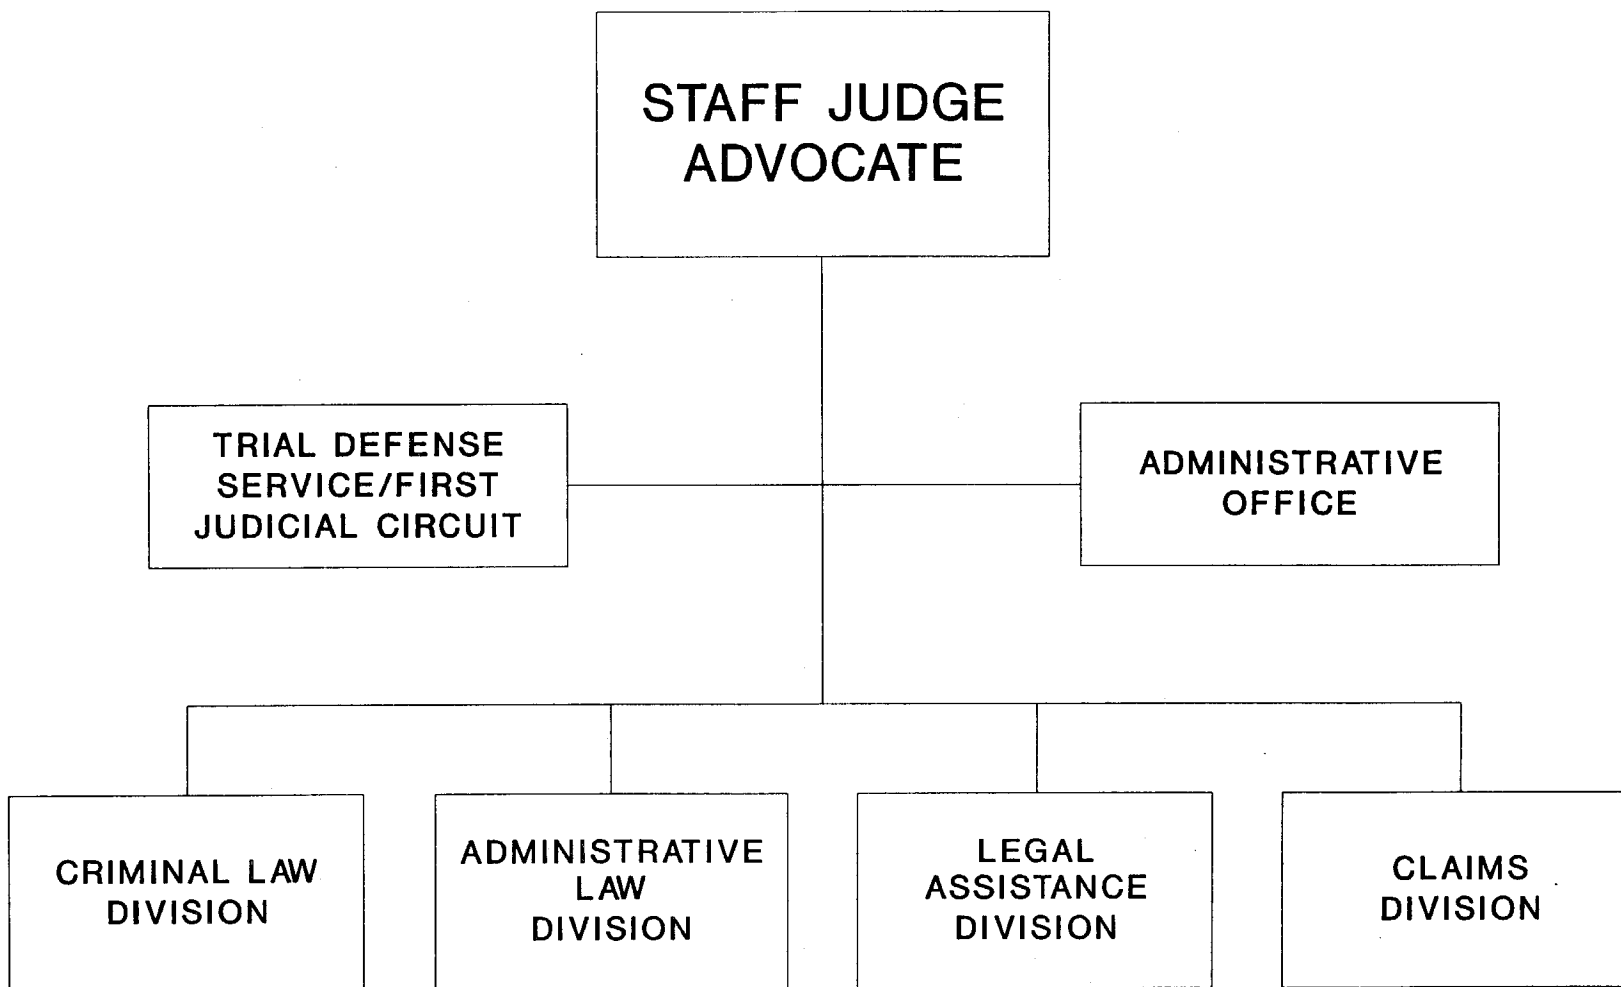 STAFF JUDGE
ADVOCATE
TRIAL DEFENSE
SERVICE/FIRST
JUDICIAL CIRCUIT
ADMINISTRATIVE
OFFICE
CRIMINAL LAW
DIVISION
ADMINISTRATIVE
LAW
DIVISION
LEGAL
ASSISTANCE
DIVISION
CLAIMS
DIVISION